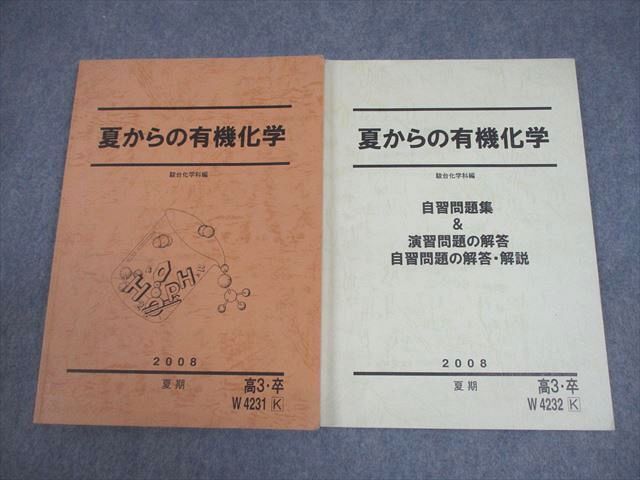 夏からの有機化学
駿台化学科編
2008
夏期
高3・卒
W4231 K
夏からの有機化学
駿台化学科編
自習問題集
&
演習問題の解答
自習問題の解答・解説
2008
夏期
高3・卒
W4232 K